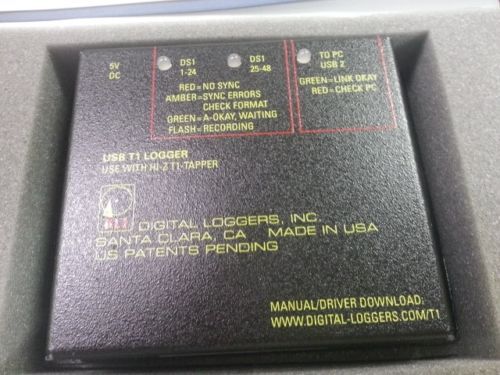 5V
DC
DS1
1-24
DS1
25-48
TO PC
USB 2
RED=NO SYNC
AMBER=SYNC ERRORS
CHECK FORMAT
GREEN=A-OKAY, WAITING
FLASH=RECORDING
GREEN=LINK OKAY
RED=CHECK PC
USB T1 LOGGER
USE WITH HI-Z T1-TAPPER
DLI
DIGITAL LOGGERS, INC.
SANTA CLARA, CA MADE IN USA
US PATENTS PENDING
MANUAL/DRIVER DOWNLOAD:
WWW.DIGITAL-LOGGERS.COM/T1